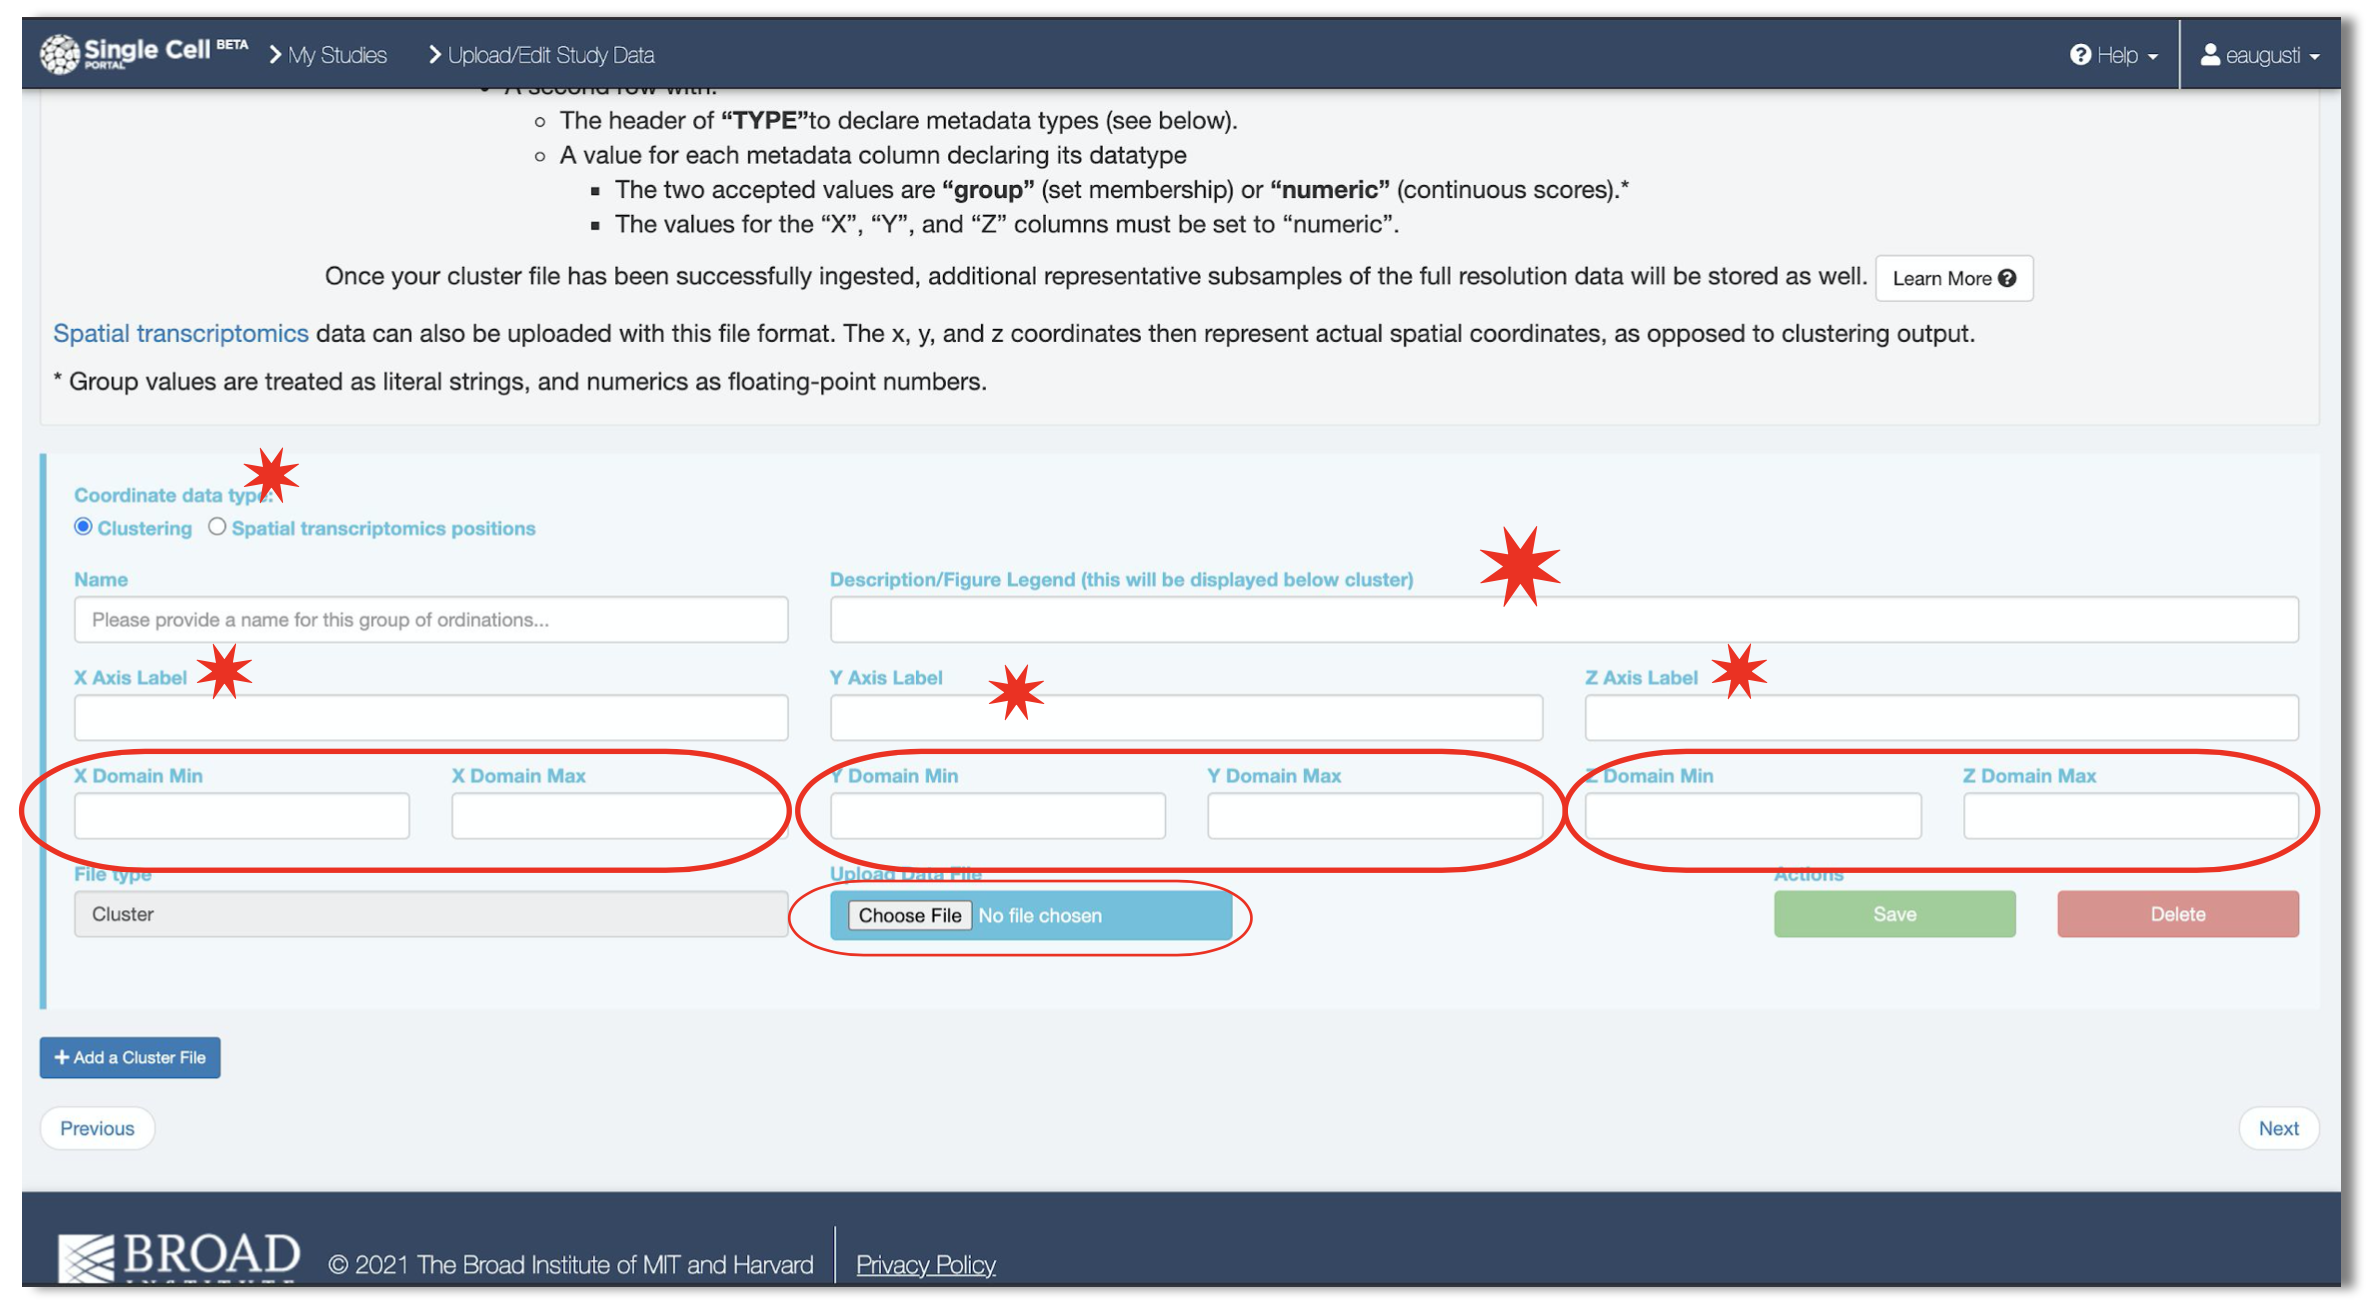 Single Cell BETA
PORTAL
My Studies
Upload/Edit Study Data
Help
eaugusti
• A second row with:
The header of “TYPE”to declare metadata types (see below).
A value for each metadata column declaring its datatype
The two accepted values are “group” (set membership) or “numeric” (continuous scores).*
The values for the “X”, “Y”, and “Z” columns must be set to “numeric”.
Once your cluster file has been successfully ingested, additional representative subsamples of the full resolution data will be stored as well. Learn More
Spatial transcriptomics data can also be uploaded with this file format. The x, y, and z coordinates then represent actual spatial coordinates, as opposed to clustering output.
* Group values are treated as literal strings, and numerics as floating-point numbers.
Coordinate data type:
Clustering Spatial transcriptomics positions
Name Description/Figure Legend (this will be displayed below cluster)
Please provide a name for this group of ordinations...
X Axis Label Y Axis Label Z Axis Label
X Domain Min X Domain Max Y Domain Min Y Domain Max Z Domain Min Z Domain Max
File type Upload Data File Actions
Cluster Choose File No file chosen Save Delete
+ Add a Cluster File
Previous Next
BROAD
INSTITUTE
© 2021 The Broad Institute of MIT and Harvard Privacy Policy